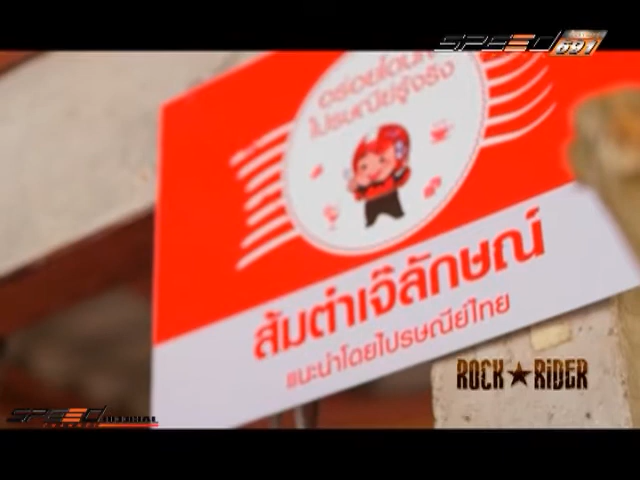 SPEED
691
อร่อยโดนใจ
ไปรษณีย์รู้จริง
ส้มตำเจ๊ลักษณ์
แนะนำโดยไปรษณีย์ไทย
ROCK★RiDER
SPEED
CHANNEL